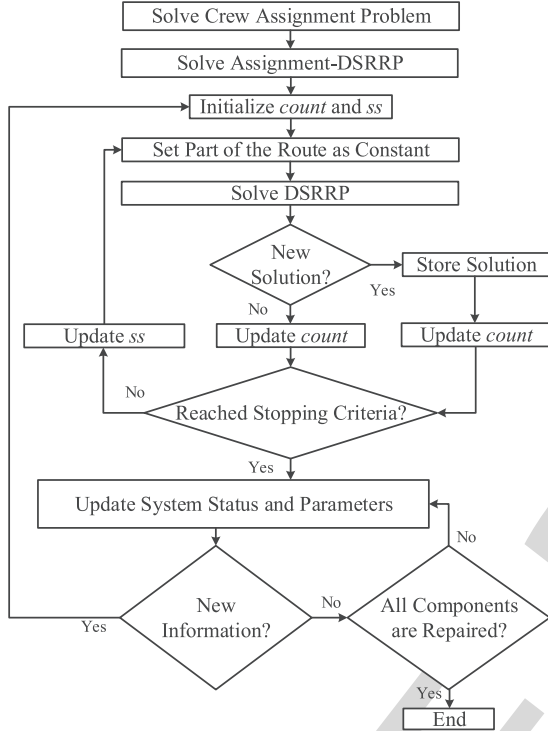 Solve Crew Assignment Problem
Solve Assignment-DSRRP
Initialize count and ss
Set Part of the Route as Constant
Solve DSRRP
New
Solution?
Yes
Store Solution
No
Update ss
Update count
Update count
No
Reached Stopping Criteria?
Yes
Update System Status and Parameters
No
New
Information?
Yes
No
All Components
are Repaired?
Yes
End